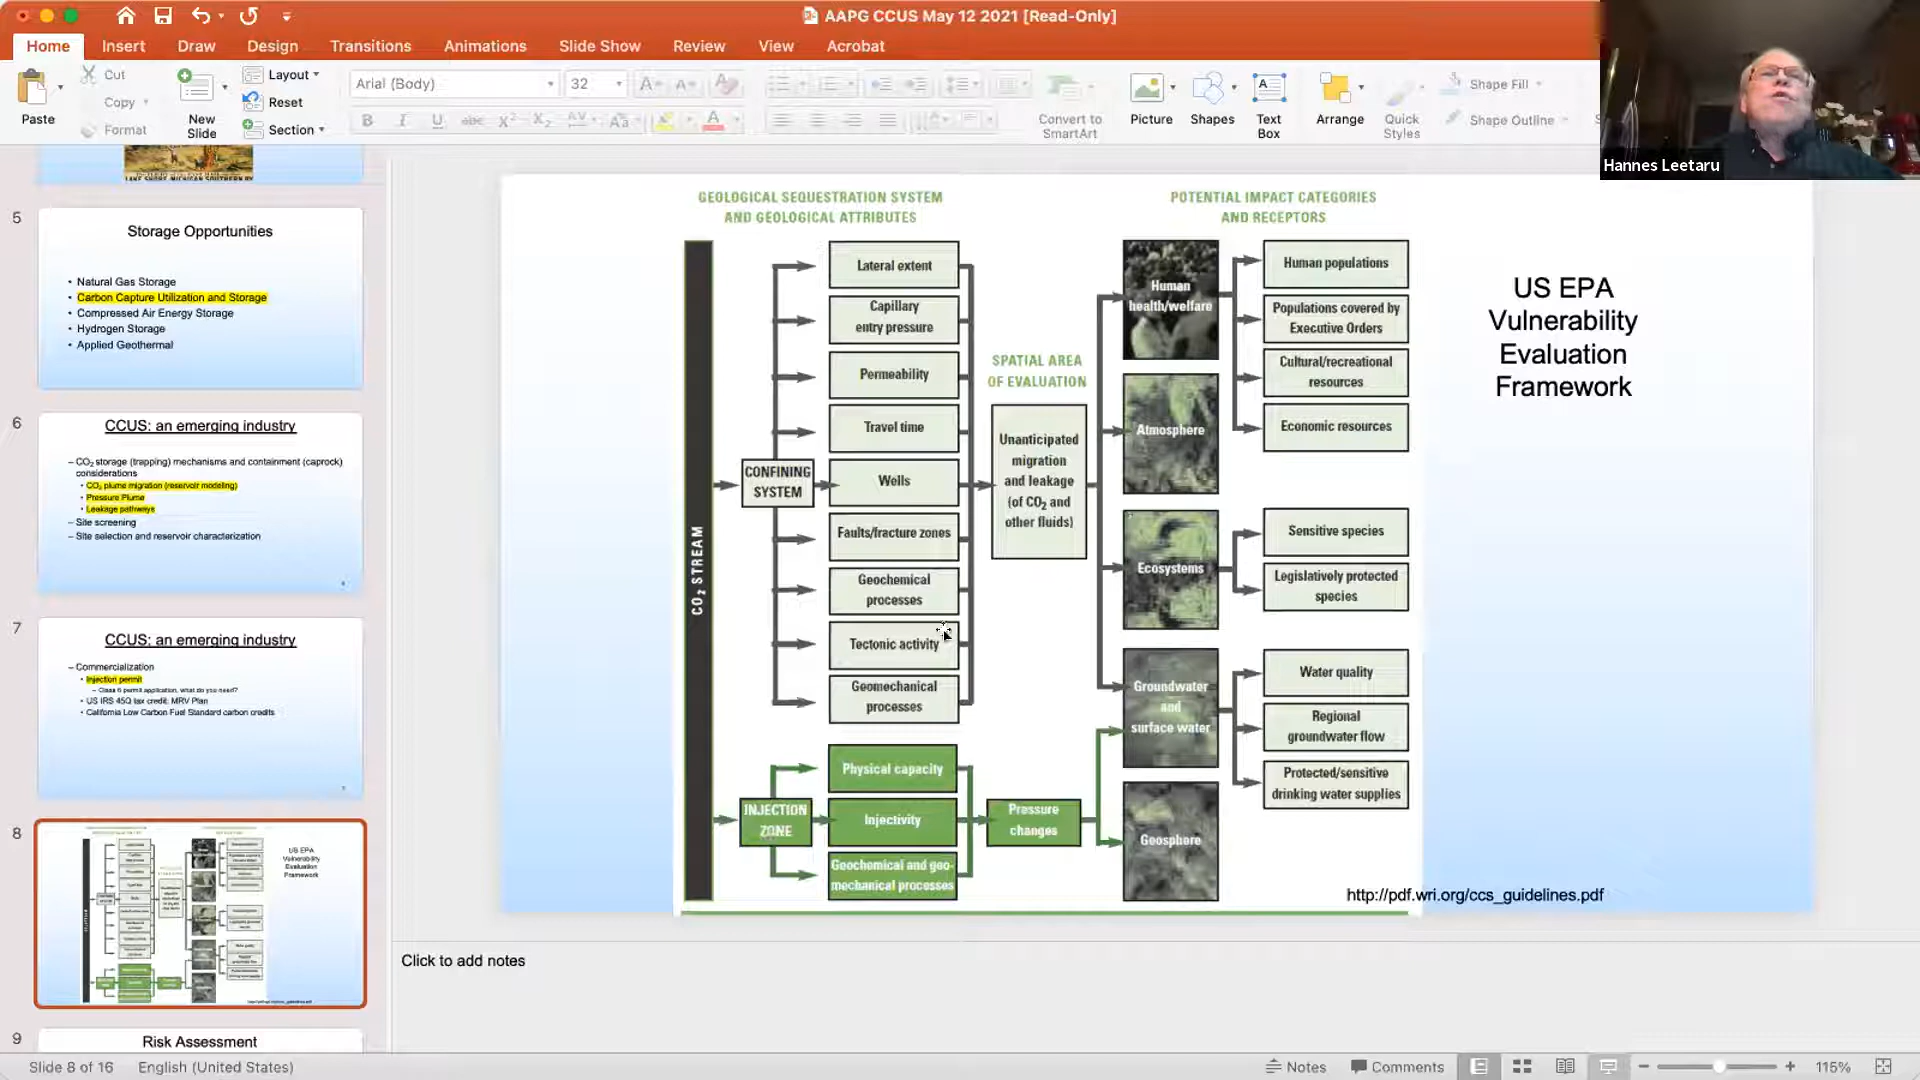 AAPG CCUS May 12 2021 [Read-Only]
Home
Insert
Draw
Design
Transitions
Animations
Slide Show
Review
View
Acrobat
Paste
Cut
Copy
Format
New
Slide
Layout
Reset
Section
Arial (Body)
32
Convert to
SmartArt
Picture
Shapes
Text
Box
Arrange
Quick
Styles
Shape Fill
Shape Outline
Hannes Leetaru
5
Storage Opportunities
• Natural Gas Storage
• Carbon Capture Utilization and Storage
• Compressed Air Energy Storage
• Hydrogen Storage
• Applied Geothermal
6
CCUS: an emerging industry
– CO₂ storage (trapping) mechanisms and containment (caprock)
considerations
• CO₂ plume migration (reservoir modeling)
• Pressure Plume
• Leakage pathways
– Site screening
– Site selection and reservoir characterization
7
CCUS: an emerging industry
– Commercialization
• Injection permit
– Class 6 permit application, what do you need?
• US IRS 45Q tax credit: MRV Plan
• California Low Carbon Fuel Standard carbon credits
8
US EPA
Vulnerability
Evaluation
Framework
9
Risk Assessment
GEOLOGICAL SEQUESTRATION SYSTEM
AND GEOLOGICAL ATTRIBUTES
CO₂ STREAM
CONFINING
SYSTEM
Lateral extent
Capillary
entry pressure
Permeability
Travel time
Wells
Faults/fracture zones
Geochemical
processes
Tectonic activity
Geomechanical
processes
INJECTION
ZONE
Physical capacity
Injectivity
Geochemical and geo-
mechanical processes
SPATIAL AREA
OF EVALUATION
Unanticipated
migration
and leakage
(of CO₂ and
other fluids)
Pressure
changes
POTENTIAL IMPACT CATEGORIES
AND RECEPTORS
Human
health/welfare
Atmosphere
Ecosystems
Groundwater
and
surface water
Geosphere
Human populations
Populations covered by
Executive Orders
Cultural/recreational
resources
Economic resources
Sensitive species
Legislatively protected
species
Water quality
Regional
groundwater flow
Protected/sensitive
drinking water supplies
US EPA
Vulnerability
Evaluation
Framework
http://pdf.wri.org/ccs_guidelines.pdf
Click to add notes
Slide 8 of 16
English (United States)
Notes
Comments
115%